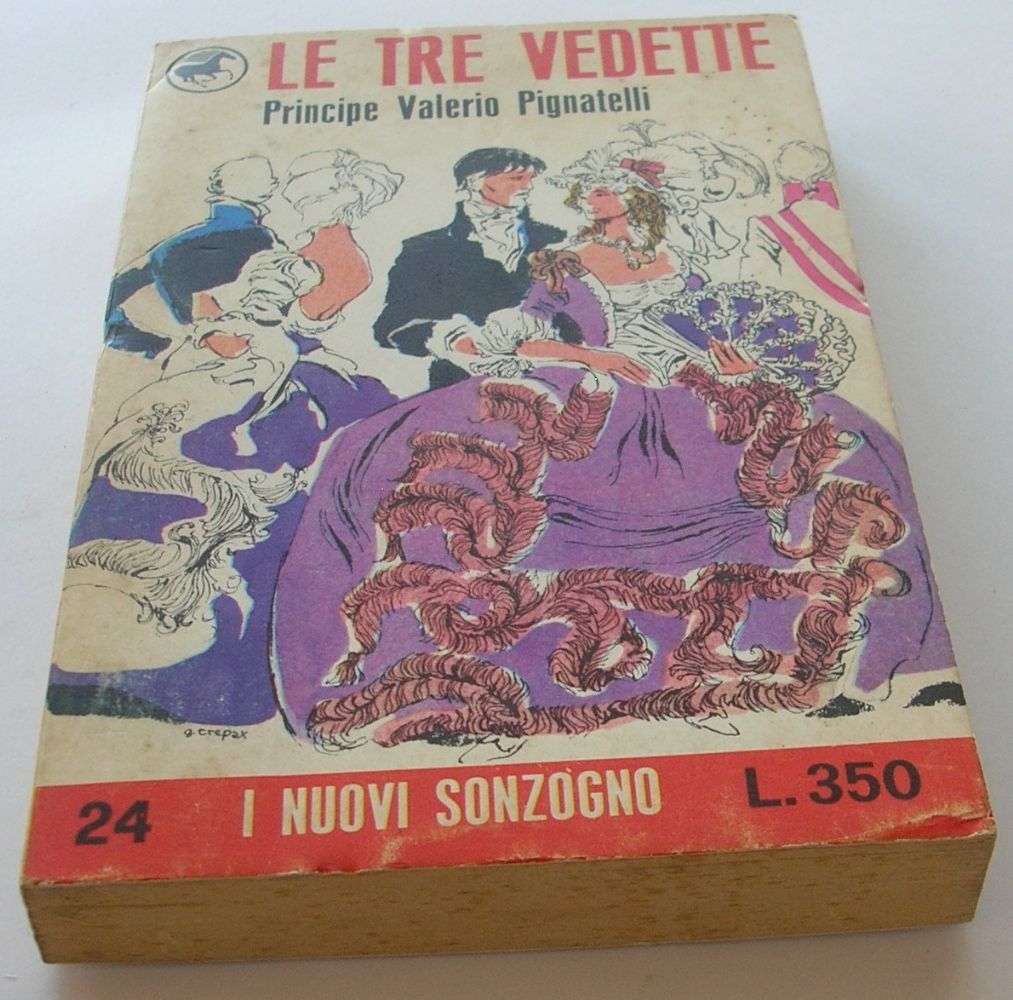 LE TRE VEDETTE
Principe Valerio Pignatelli
g. crepax
24 I NUOVI SONZOGNO L. 350